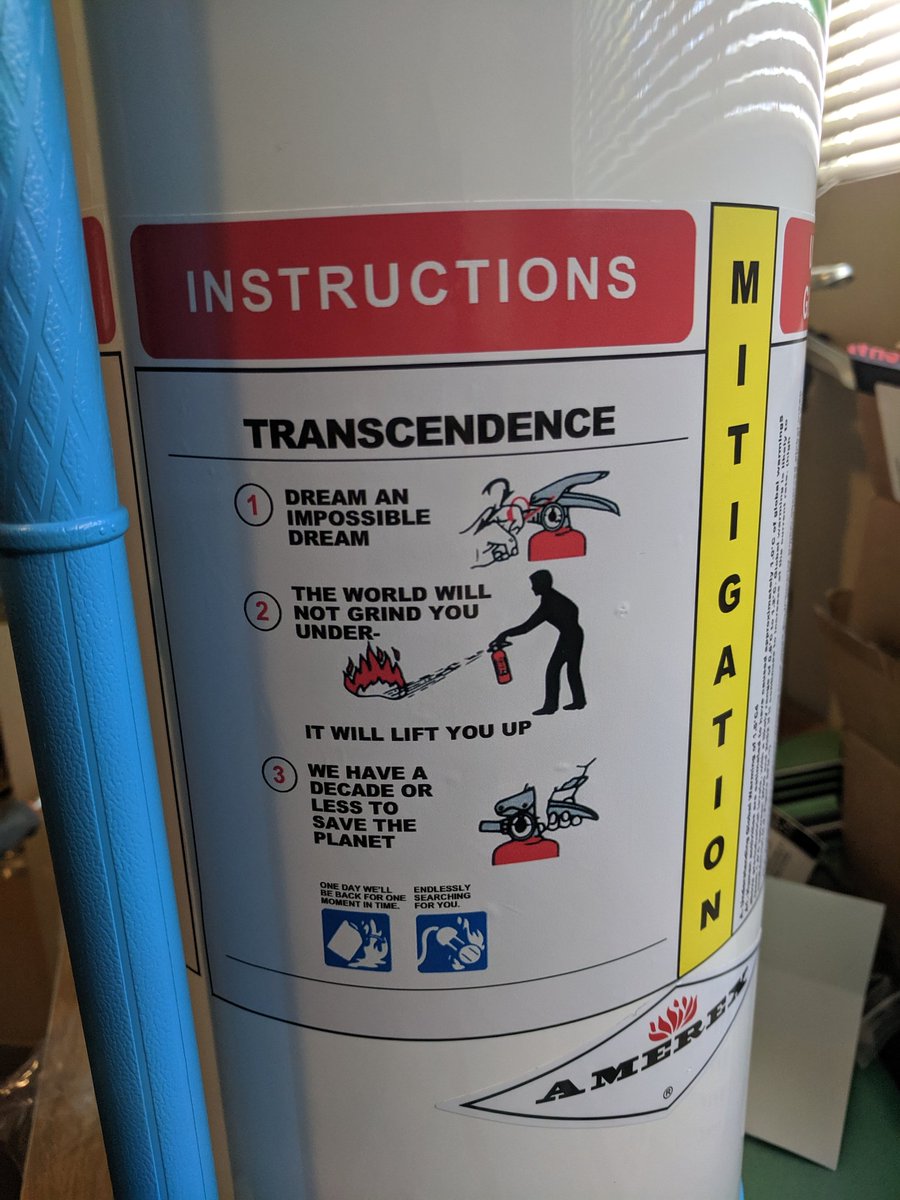 INSTRUCTIONS
TRANSCENDENCE
1 DREAM AN
IMPOSSIBLE
DREAM
2 THE WORLD WILL
NOT GRIND YOU
UNDER-
IT WILL LIFT YOU UP
3 WE HAVE A
DECADE OR
LESS TO
SAVE THE
PLANET
ONE DAY WE'LL
BE BACK FOR ONE
MOMENT IN TIME.
ENDLESSLY
SEARCHING
FOR YOU.
MITIGATION
AMEREX
®